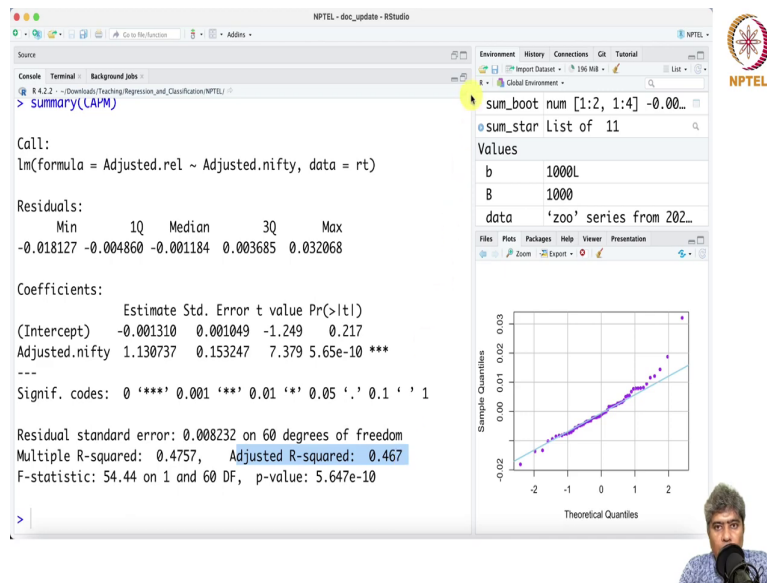 NPTEL - doc_update - RStudio
Go to file/function
Addins
NPTEL
Source
Console Terminal Background Jobs
R 4.2.2 · ~/Downloads/Teaching/Regression_and_Classification/NPTEL/
> summary(CAPM)
Call:
lm(formula = Adjusted.rel ~ Adjusted.nifty, data = rt)
Residuals:
Min 1Q Median 3Q Max
-0.018127 -0.004860 -0.001184 0.003685 0.032068
Coefficients:
Estimate Std. Error t value Pr(>|t|)
(Intercept) -0.001310 0.001049 -1.249 0.217
Adjusted.nifty 1.130737 0.153247 7.379 5.65e-10 ***
---
Signif. codes: 0 ‘***’ 0.001 ‘**’ 0.01 ‘*’ 0.05 ‘.’ 0.1 ‘ ’ 1
Residual standard error: 0.008232 on 60 degrees of freedom
Multiple R-squared: 0.4757, Adjusted R-squared: 0.467
F-statistic: 54.44 on 1 and 60 DF, p-value: 5.647e-10
>
Environment History Connections Git Tutorial
Import Dataset 196 MiB List
R Global Environment
sum_boot num [1:2, 1:4] -0.00…
sum_star List of 11
Values
b 1000L
B 1000
data ‘zoo’ series from 202…
Files Plots Packages Help Viewer Presentation
Zoom Export
Sample Quantiles
0.03
0.02
0.01
0.00
-0.02
-2 -1 0 1 2
Theoretical Quantiles
NPTEL